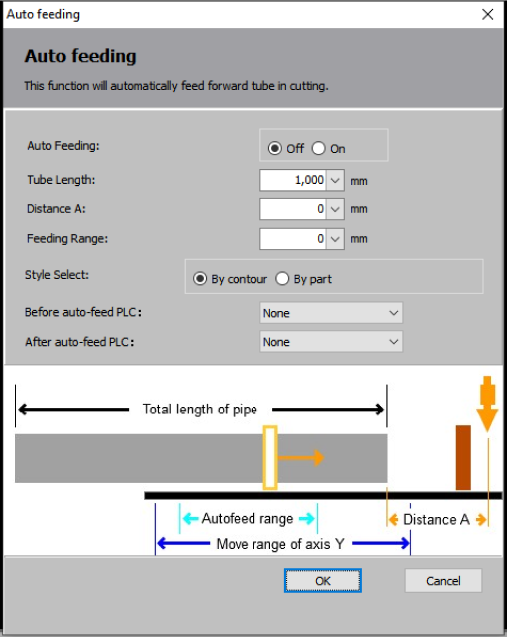 Auto feeding
Auto feeding
This function will automatically feed forward tube in cutting.
Auto Feeding: Off On
Tube Length: 1,000 mm
Distance A: 0 mm
Feeding Range: 0 mm
Style Select: By contour By part
Before auto-feed PLC: None
After auto-feed PLC: None
Total length of pipe
Autofeed range Distance A
Move range of axis Y
OK Cancel